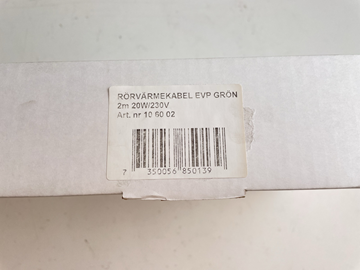 RÖRVÄRMEKABEL EVP GRÖN
2m 20W/230V
Art. nr 10 60 02
7 350056 850139